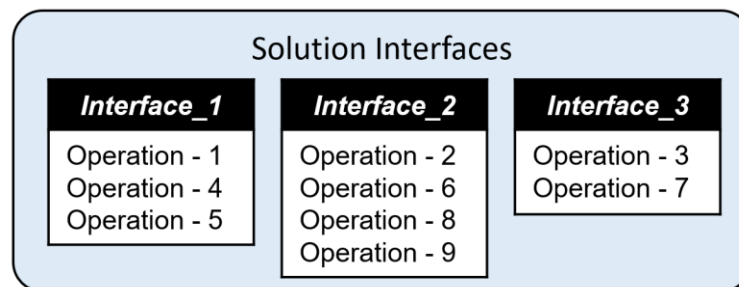 Solution Interfaces
Interface_1
Operation - 1
Operation - 4
Operation - 5
Interface_2
Operation - 2
Operation - 6
Operation - 8
Operation - 9
Interface_3
Operation - 3
Operation - 7